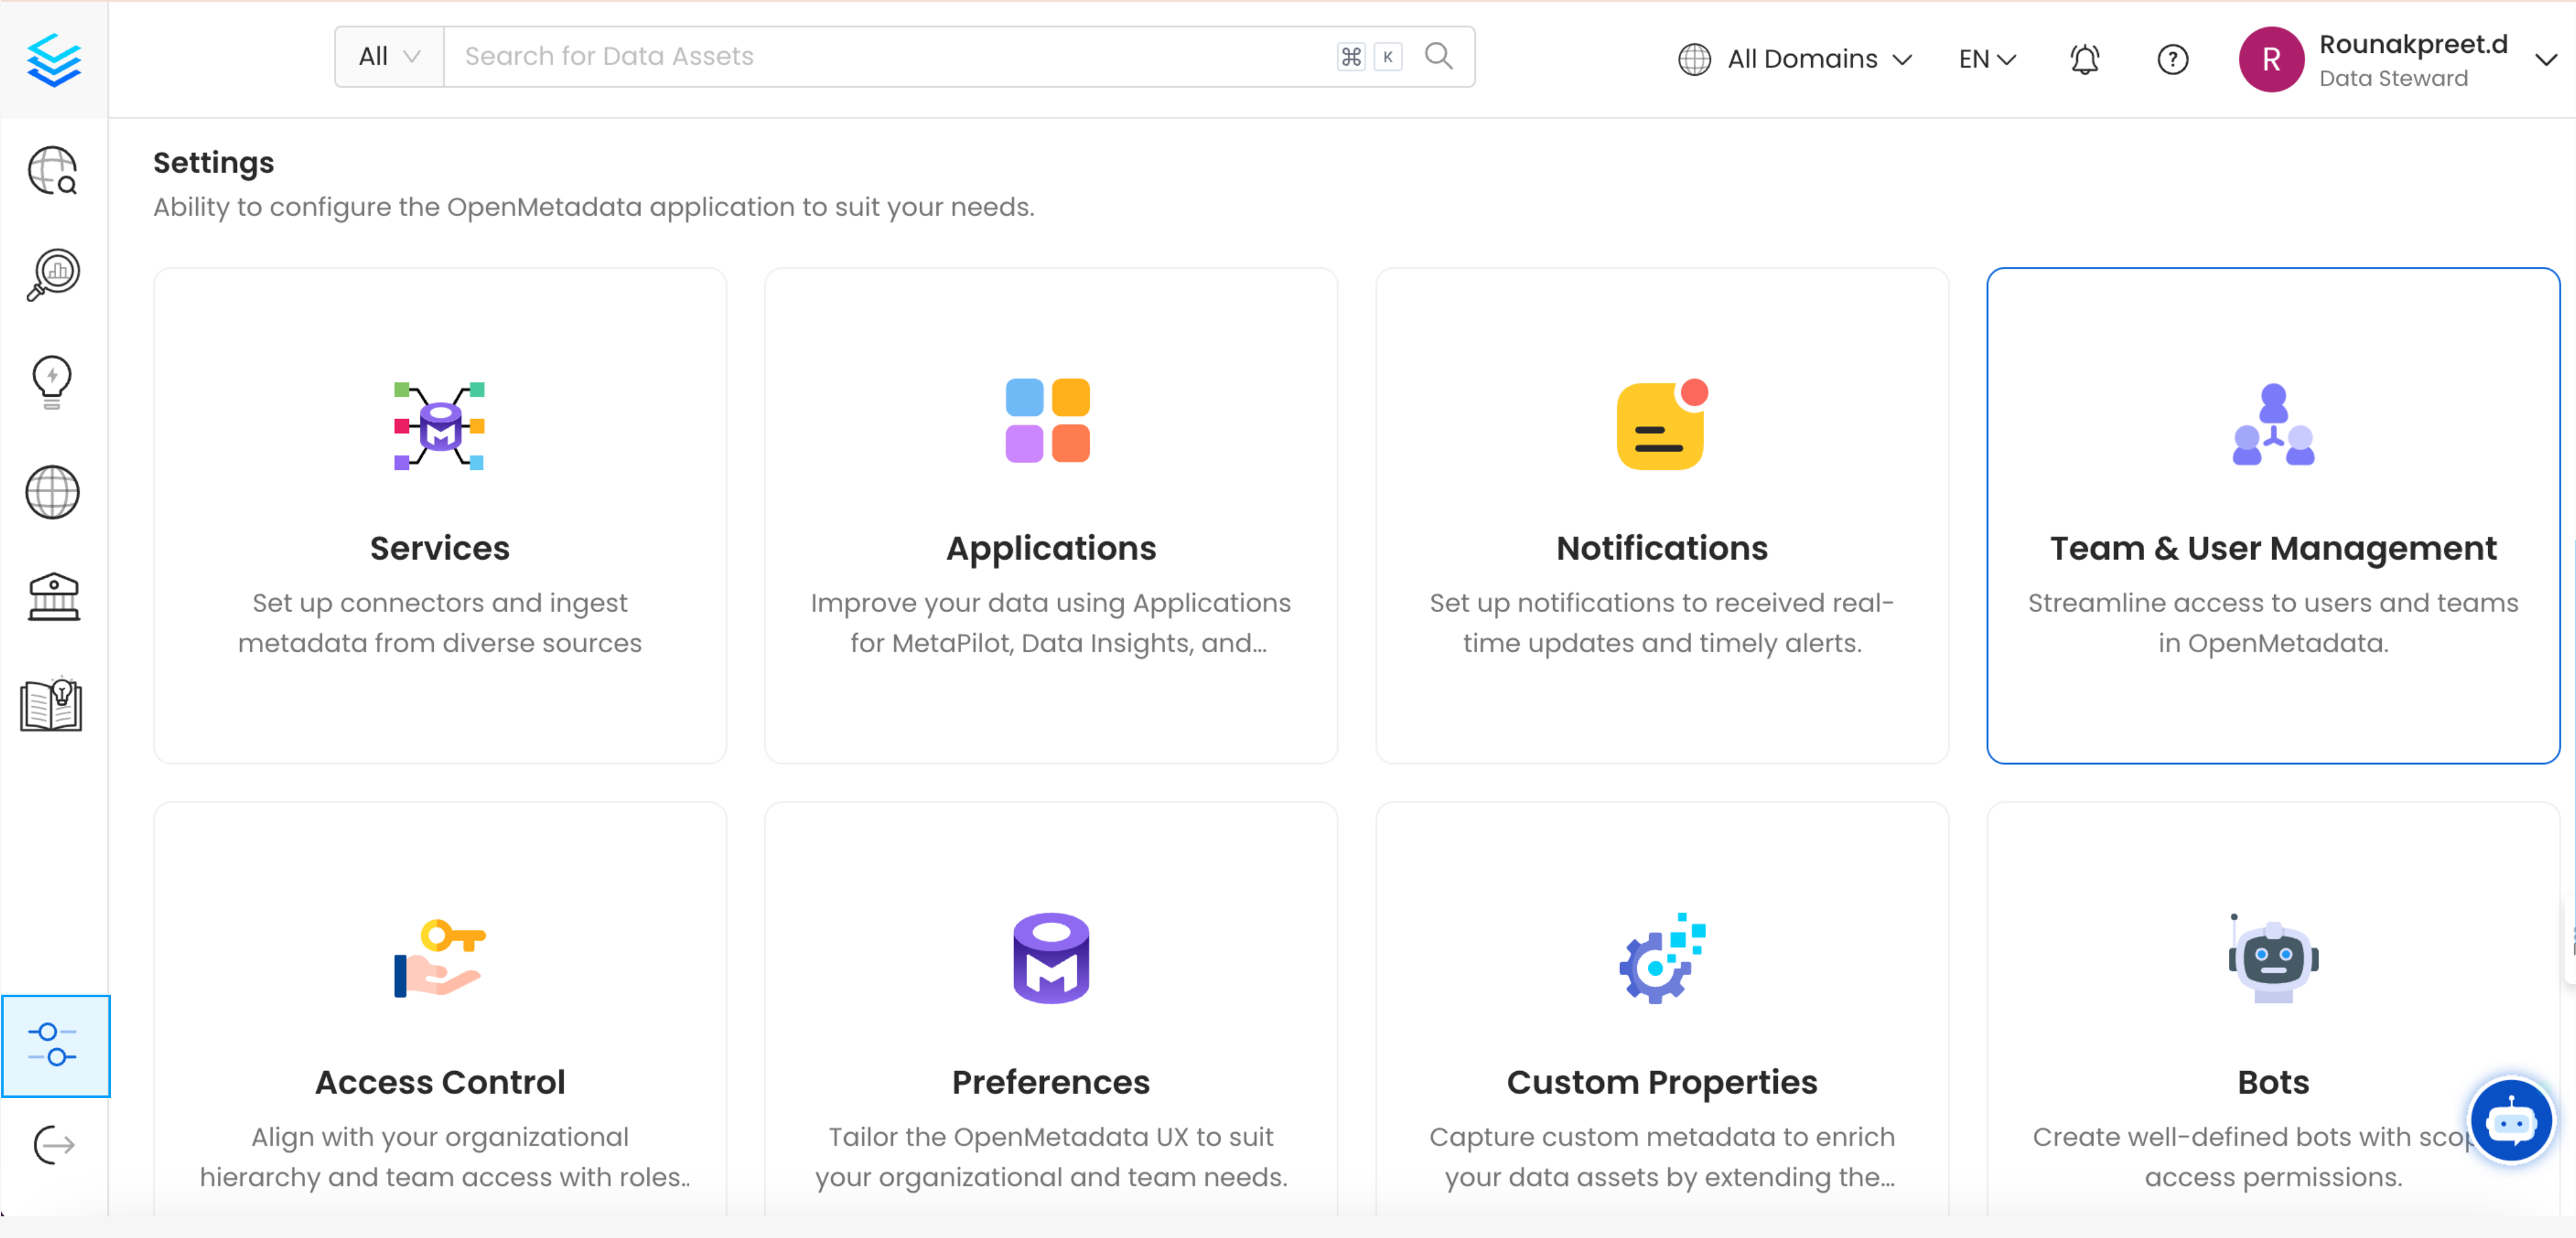 All
Search for Data Assets
⌘ K
All Domains
EN
R
Rounakpreet.d
Data Steward
Settings
Ability to configure the OpenMetadata application to suit your needs.
Services
Set up connectors and ingest
metadata from diverse sources
Applications
Improve your data using Applications
for MetaPilot, Data Insights, and...
Notifications
Set up notifications to received real-
time updates and timely alerts.
Team & User Management
Streamline access to users and teams
in OpenMetadata.
Access Control
Align with your organizational
hierarchy and team access with roles..
Preferences
Tailor the OpenMetadata UX to suit
your organizational and team needs.
Custom Properties
Capture custom metadata to enrich
your data assets by extending the...
Bots
Create well-defined bots with
access permissions.